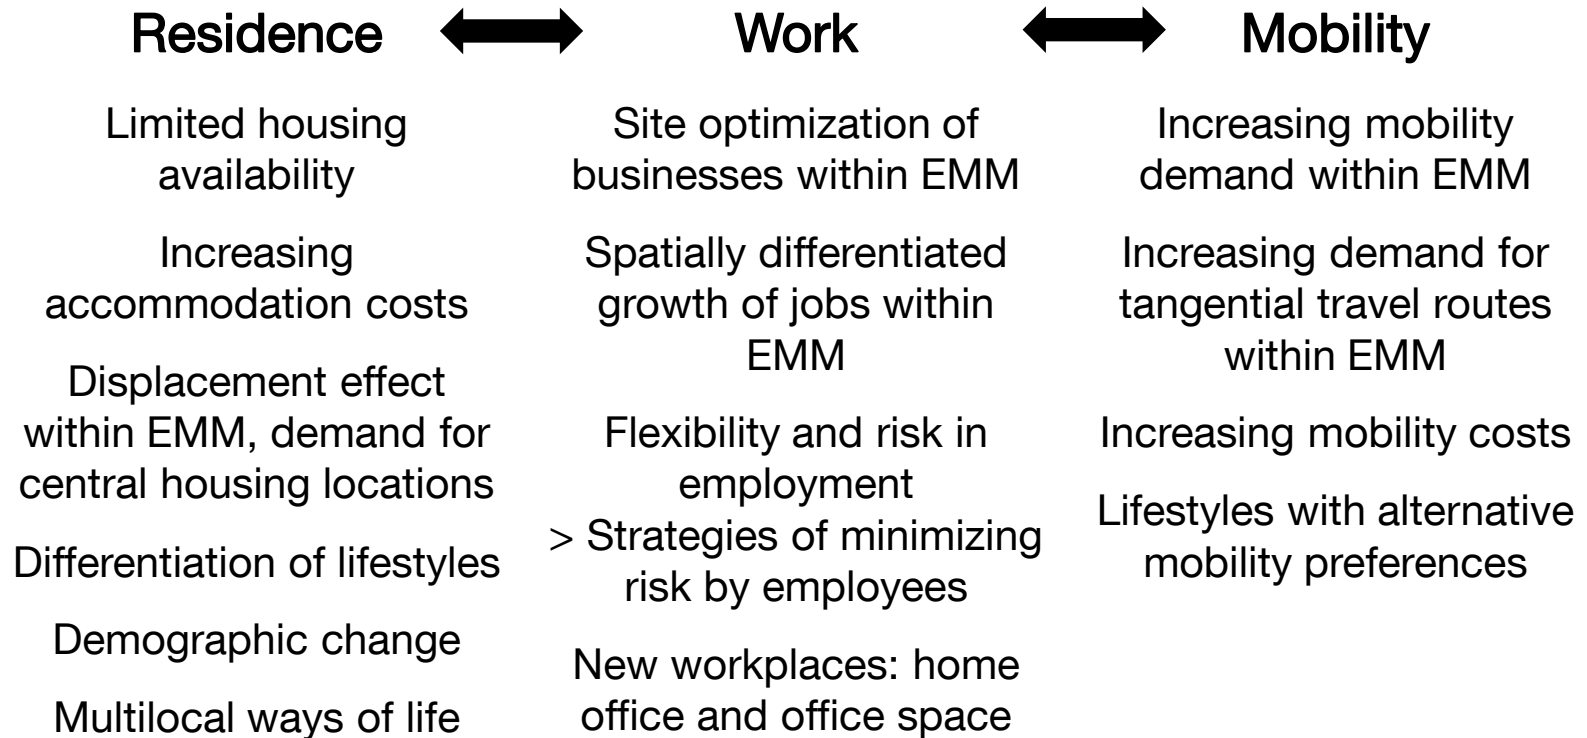 Residence
Work
Mobility
Limited housing
availability
Increasing
accommodation costs
Displacement effect
within EMM, demand for
central housing locations
Differentiation of lifestyles
Demographic change
Multilocal ways of life
Site optimization of
businesses within EMM
Spatially differentiated
growth of jobs within
EMM
Flexibility and risk in
employment
> Strategies of minimizing
risk by employees
New workplaces: home
office and office space
Increasing mobility
demand within EMM
Increasing demand for
tangential travel routes
within EMM
Increasing mobility costs
Lifestyles with alternative
mobility preferences